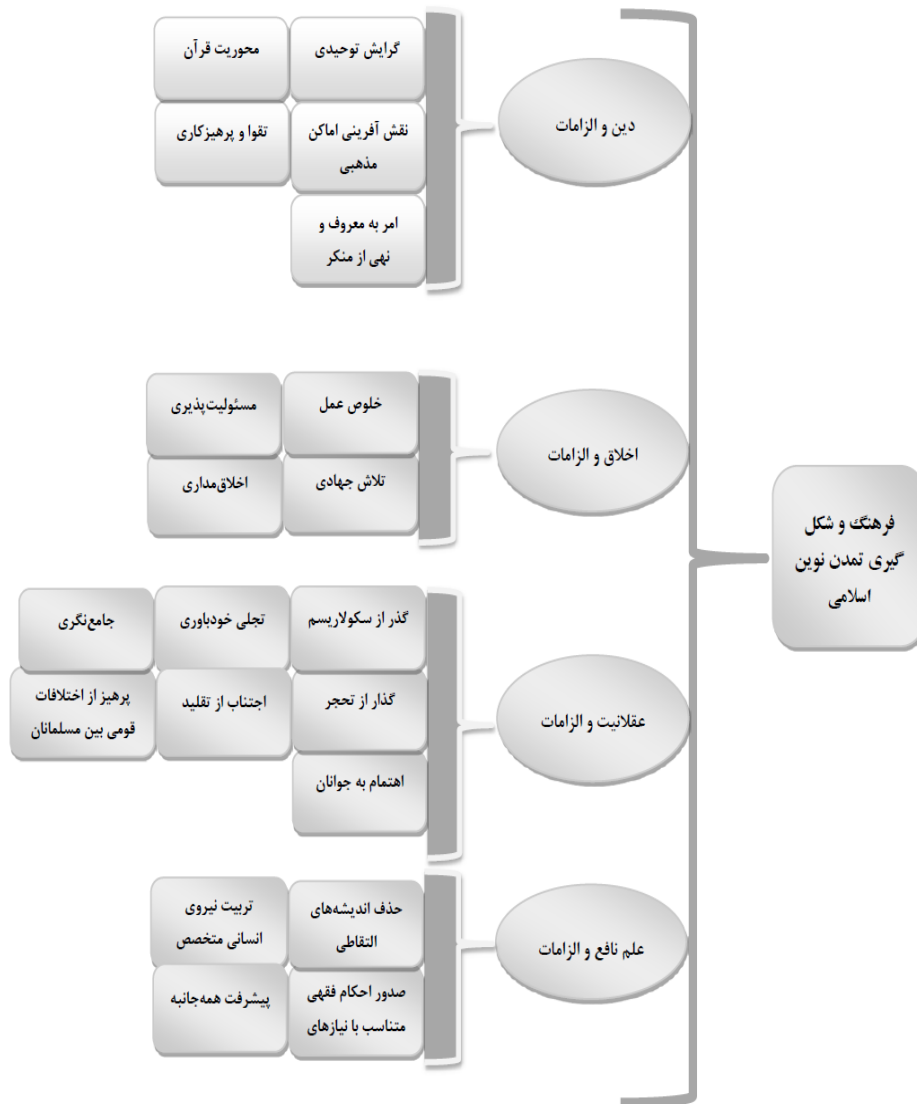 فرهنگ و شکل
گیری تمدن نوین
اسلامی
دین و الزامات
گرایش توحیدی
محوریت قرآن
نقش آفرینی اماکن
مذهبی
تقوا و پرهیزکاری
امر به معروف و
نهی از منکر
اخلاق و الزامات
خلوص عمل
مسئولیت‌پذیری
تلاش جهادی
اخلاق‌مداری
عقلانیت و الزامات
گذر از سکولاریسم
تجلی خودباوری
جامع‌نگری
گذار از تحجر
اجتناب از تقلید
پرهیز از اختلافات
قومی بین مسلمانان
اهتمام به جوانان
علم نافع و الزامات
حذف اندیشه‌های
التقاطی
تربیت نیروی
انسانی متخصص
صدور احکام فقهی
متناسب با نیازهای
پیشرفت همه‌جانبه